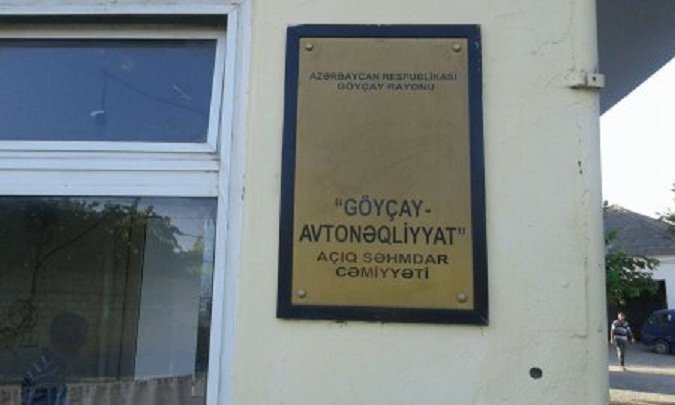 AZƏRBAYCAN RESPUBLİKASI
GÖYÇAY RAYONU
"GÖYÇAY-
AVTONƏQLİYYAT"
AÇIQ SƏHMDAR
CƏMİYYƏTİ